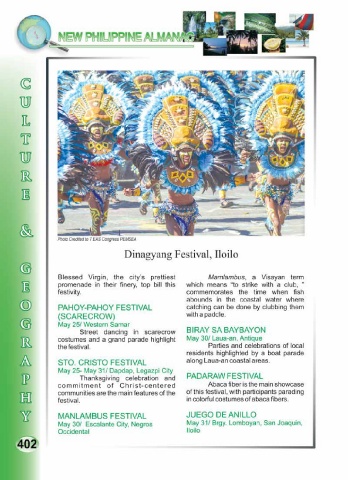 NEW PHILIPPINE ALMANAC
CULTURE & GEOGRAPHY
Photo Credited to 7 EAS Congress PEMSEA
Dinagyang Festival, Iloilo
Blessed Virgin, the city's prettiest
promenade in their finery, top bill this
festivity.
PAHOY-PAHOY FESTIVAL
(SCARECROW)
May 25/ Western Samar
Street dancing in scarecrow
costumes and a grand parade highlight
the festival.
STO. CRISTO FESTIVAL
May 25- May 31/ Dapdap, Legazpi City
Thanksgiving celebration and
commitment of Christ-centered
communities are the main features of the
festival.
MANLAMBUS FESTIVAL
May 30/ Escalante City, Negros
Occidental
Manlambus, a Visayan term
which means "to strike with a club, "
commemorates the time when fish
abounds in the coastal water where
catching can be done by clubbing them
with a paddle.
BIRAY SA BAYBAYON
May 30/ Laua-an, Antique
Parties and celebrations of local
residents highlighted by a boat parade
along Laua-an coastal areas.
PADARAW FESTIVAL
Abaca fiber is the main showcase
of this festival, with participants parading
in colorful costumes of abaca fibers.
JUEGO DE ANILLO
May 31/ Brgy. Lomboyan, San Joaquin,
Iloilo
402